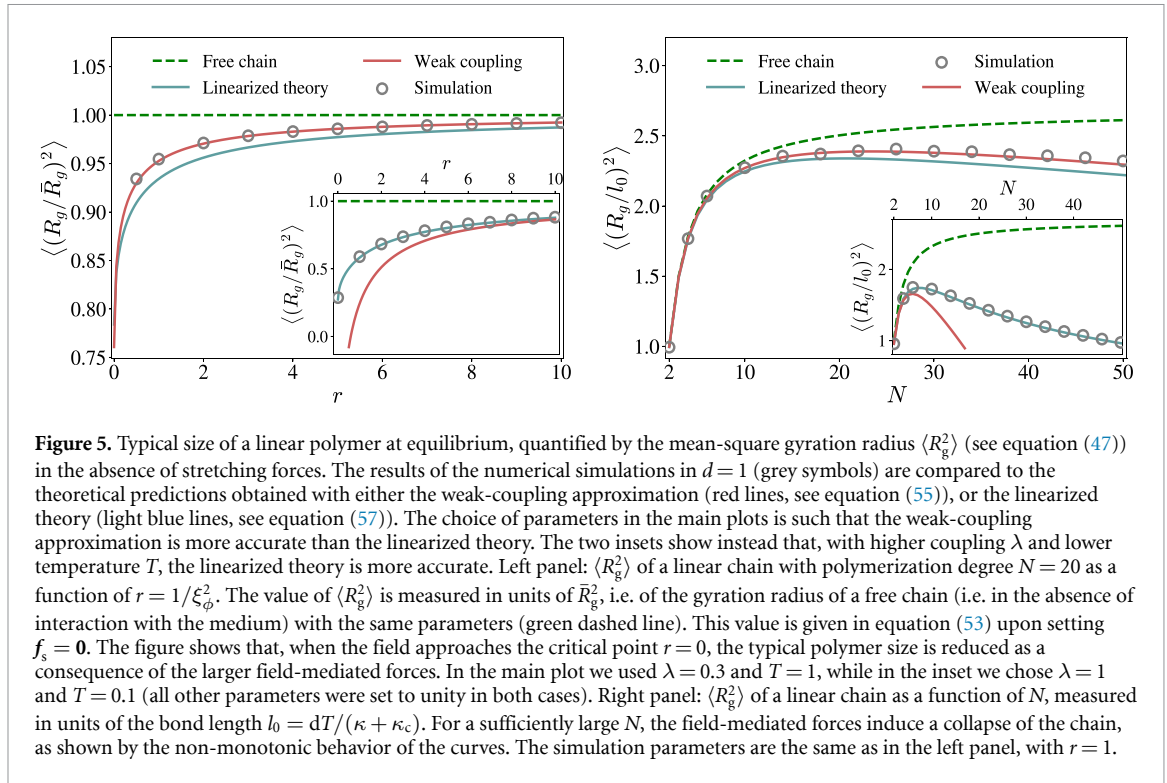 1.05
1.00
0.95
0.90
0.85
0.80
0.75
⟨(R_g/R̄_g)²⟩
Free chain
Linearized theory
Weak coupling
Simulation
r
0 2 4 6 8 10
1.0
0.5
0.0
⟨(R_g/R̄_g)²⟩
0 2 4 6 8 10
r
3.0
2.5
2.0
1.5
1.0
⟨(R_g/l₀)²⟩
Free chain
Linearized theory
Simulation
Weak coupling
N
2 10 20 30 40
2
1
⟨(R_g/l₀)²⟩
2 10 20 30 40 50
N
Figure 5. Typical size of a linear polymer at equilibrium, quantified by the mean-square gyration radius ⟨R_g²⟩ (see equation (47))
in the absence of stretching forces. The results of the numerical simulations in d = 1 (grey symbols) are compared to the
theoretical predictions obtained with either the weak-coupling approximation (red lines, see equation (55)), or the linearized
theory (light blue lines, see equation (57)). The choice of parameters in the main plots is such that the weak-coupling
approximation is more accurate than the linearized theory. The two insets show instead that, with higher coupling λ and lower
temperature T, the linearized theory is more accurate. Left panel: ⟨R_g²⟩ of a linear chain with polymerization degree N = 20 as a
function of r = 1/ξ_ϕ². The value of ⟨R_g²⟩ is measured in units of R̄_g², i.e. of the gyration radius of a free chain (i.e. in the absence of
interaction with the medium) with the same parameters (green dashed line). This value is given in equation (53) upon setting
f_s = 0. The figure shows that, when the field approaches the critical point r = 0, the typical polymer size is reduced as a
consequence of the larger field-mediated forces. In the main plot we used λ = 0.3 and T = 1, while in the inset we chose λ = 1
and T = 0.1 (all other parameters were set to unity in both cases). Right panel: ⟨R_g²⟩ of a linear chain as a function of N, measured
in units of the bond length l₀ = dT/(κ + κ_c). For a sufficiently large N, the field-mediated forces induce a collapse of the chain,
as shown by the non-monotonic behavior of the curves. The simulation parameters are the same as in the left panel, with r = 1.